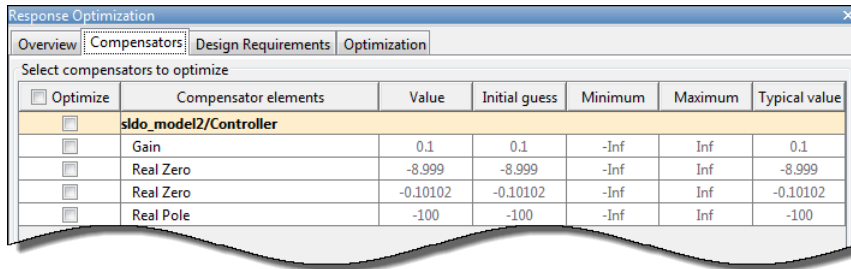 Response Optimization
Overview Compensators Design Requirements Optimization
Select compensators to optimize
Optimize Compensator elements Value Initial guess Minimum Maximum Typical value
sldo_model2/Controller
Gain 0.1 0.1 -Inf Inf 0.1
Real Zero -8.999 -8.999 -Inf Inf -8.999
Real Zero -0.10102 -0.10102 -Inf Inf -0.10102
Real Pole -100 -100 -Inf Inf -100